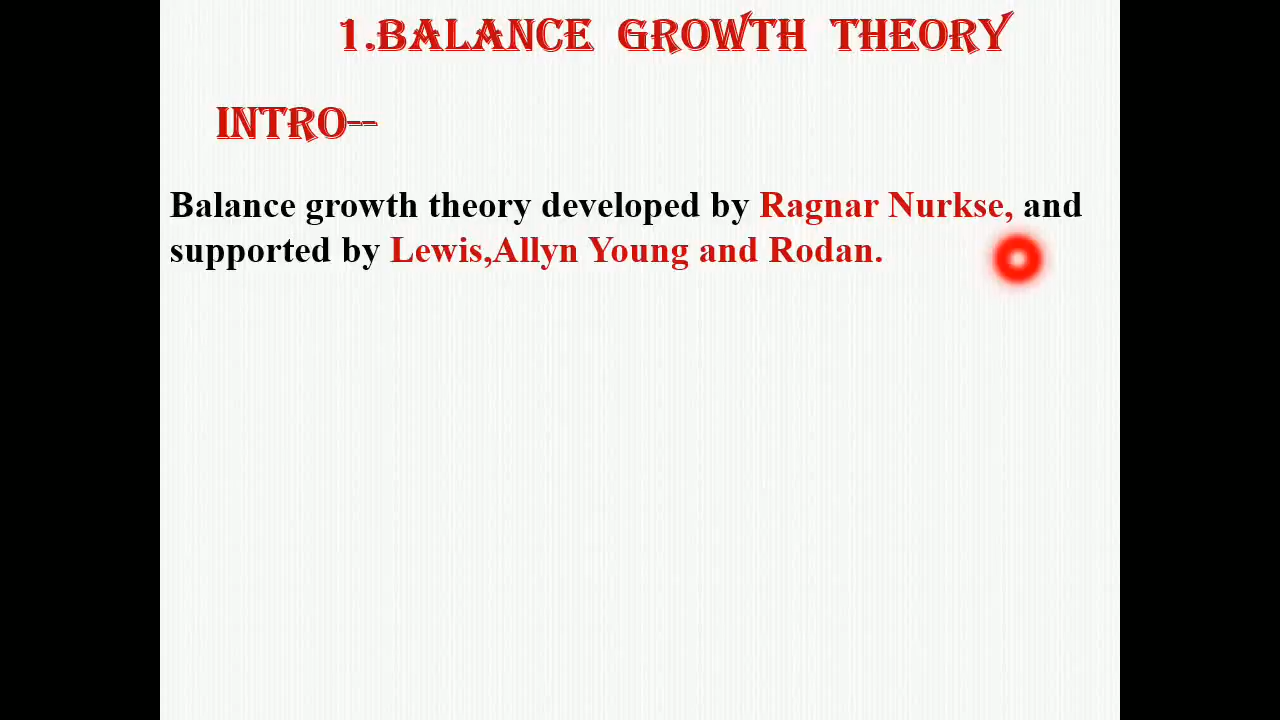 1.BALANCE GROWTH THEORY
INTRO--
Balance growth theory developed by Ragnar Nurkse, and
supported by Lewis,Allyn Young and Rodan.